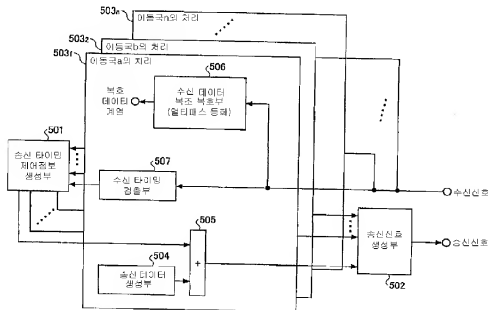 503n
이동국n의 처리
503₂
이동국b의 처리
503₁
이동국a의 처리
506
복호
데이터
계열
수신 데이터
복조 복호부
(멀티패스 등화)
501
송신 타이밍
제어정보
생성부
507
수신 타이밍
검출부
수신신호
505
송신신호
생성부
송신신호
504
송신 데이터
생성부
+
502